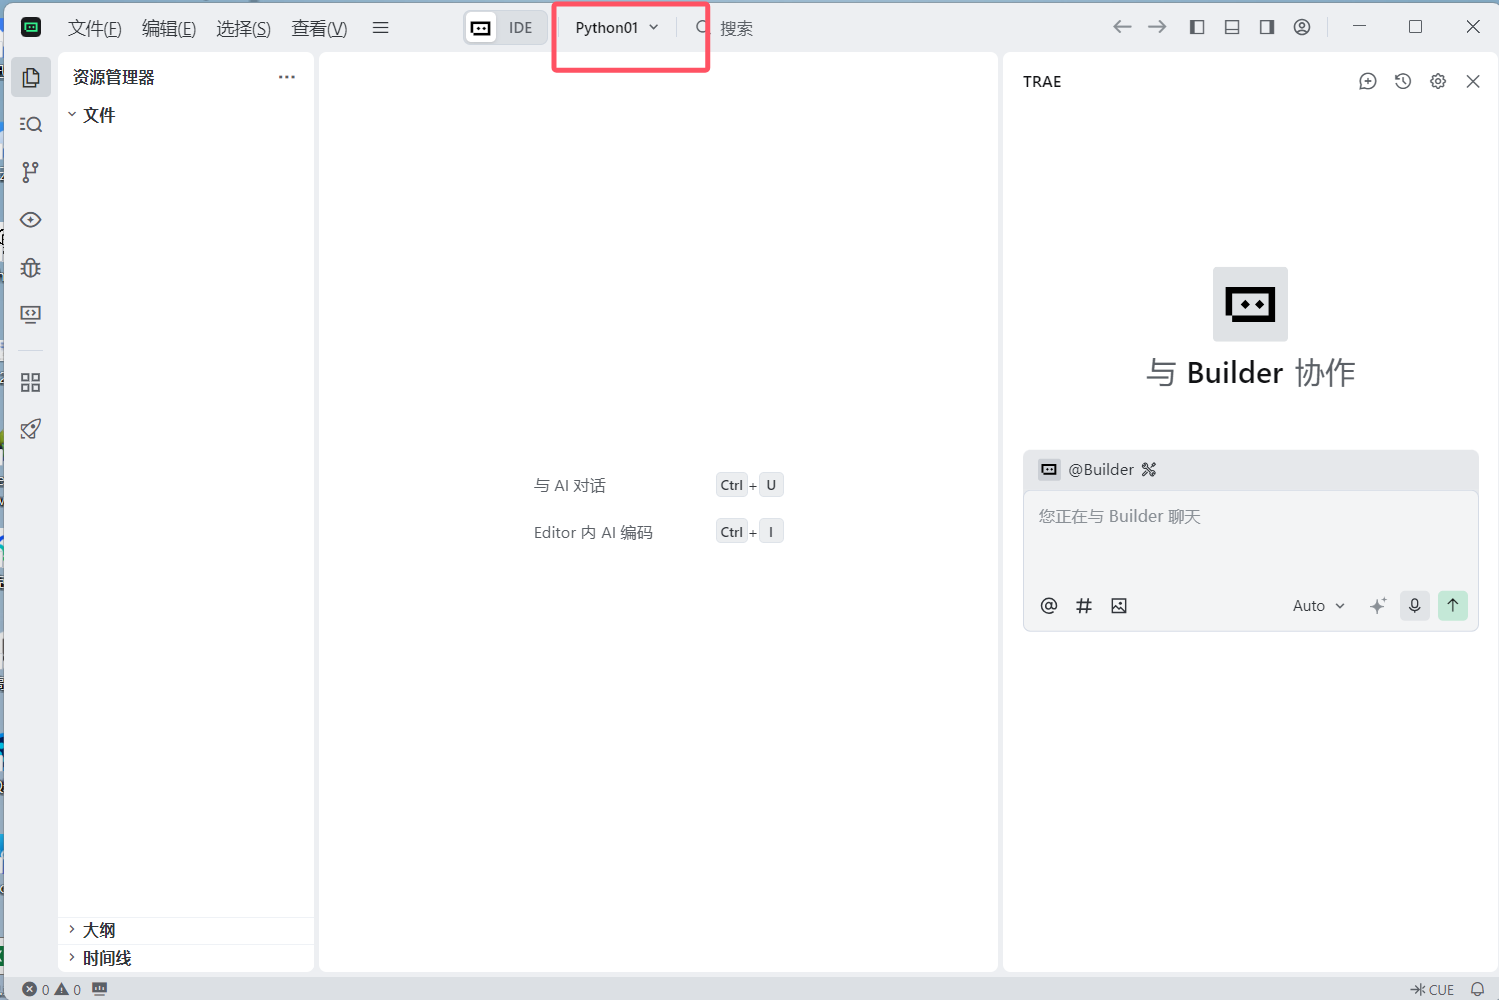 文件(F) 编辑(E) 选择(S) 查看(V) IDE Python01 搜索
资源管理器
文件
大纲
时间线
与 AI 对话 Ctrl + U
Editor 内 AI 编码 Ctrl + I
TRAE
与 Builder 协作
@Builder
您正在与 Builder 聊天
Auto
0 0
CUE